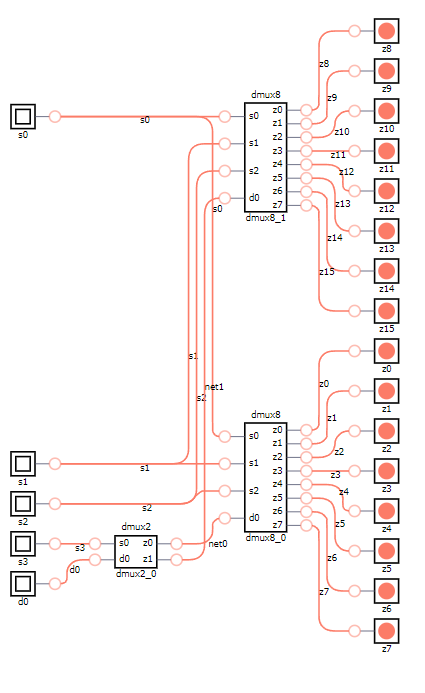 z8
z8
z9
z9
dmux8
s0 z0
z1
z10
z10
s0
s0
z2
s1
z3
z11
z11
s2
z4
z12
z12
z5
z6
d0
z7
z13
z13
s0
dmux8_1
z14
z14
z15
z15
s1
z0
z0
net1
s2
z1
z1
dmux8
s0 z0
z1
z2
z2
z2
s1
s1
s1
z3
z3
z3
s2
z4
z4
z4
z5
s2
s2
d0
z6
z7
z5
z5
dmux2
dmux8_0
s3
s3
s0 z0
net0
d0 z1
z6
z6
d0
d0
dmux2_0
z7
z7